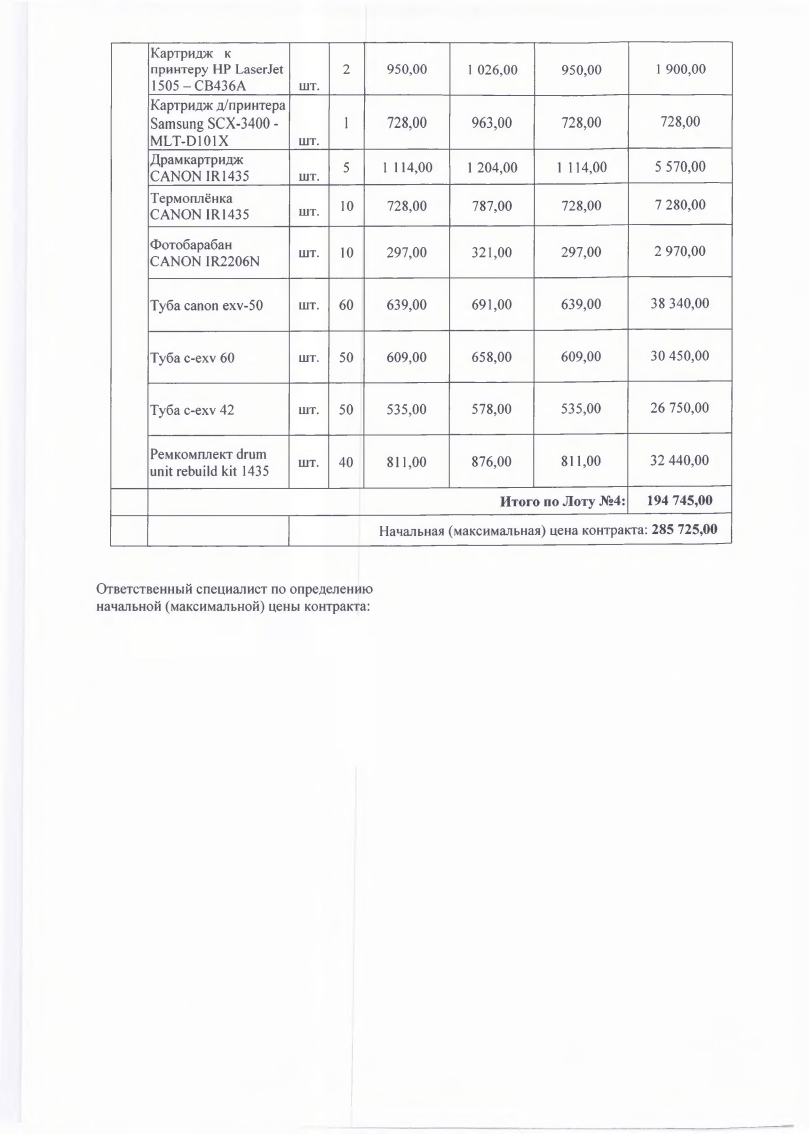 Картридж к
принтеру HP LaserJet
1505 – CB436A шт. 2 950,00 1 026,00 950,00 1 900,00
Картридж д/принтера
Samsung SCX-3400 -
MLT-D101X шт. 1 728,00 963,00 728,00 728,00
Драмкартридж
CANON IR1435 шт. 5 1 114,00 1 204,00 1 114,00 5 570,00
Термоплёнка
CANON IR1435 шт. 10 728,00 787,00 728,00 7 280,00
Фотобарабан
CANON IR2206N шт. 10 297,00 321,00 297,00 2 970,00
Туба canon exv-50 шт. 60 639,00 691,00 639,00 38 340,00
Туба c-exv 60 шт. 50 609,00 658,00 609,00 30 450,00
Туба c-exv 42 шт. 50 535,00 578,00 535,00 26 750,00
Ремкомплект drum
unit rebuild kit 1435 шт. 40 811,00 876,00 811,00 32 440,00
Итого по Лоту №4: 194 745,00
Начальная (максимальная) цена контракта: 285 725,00
Ответственный специалист по определению
начальной (максимальной) цены контракта: